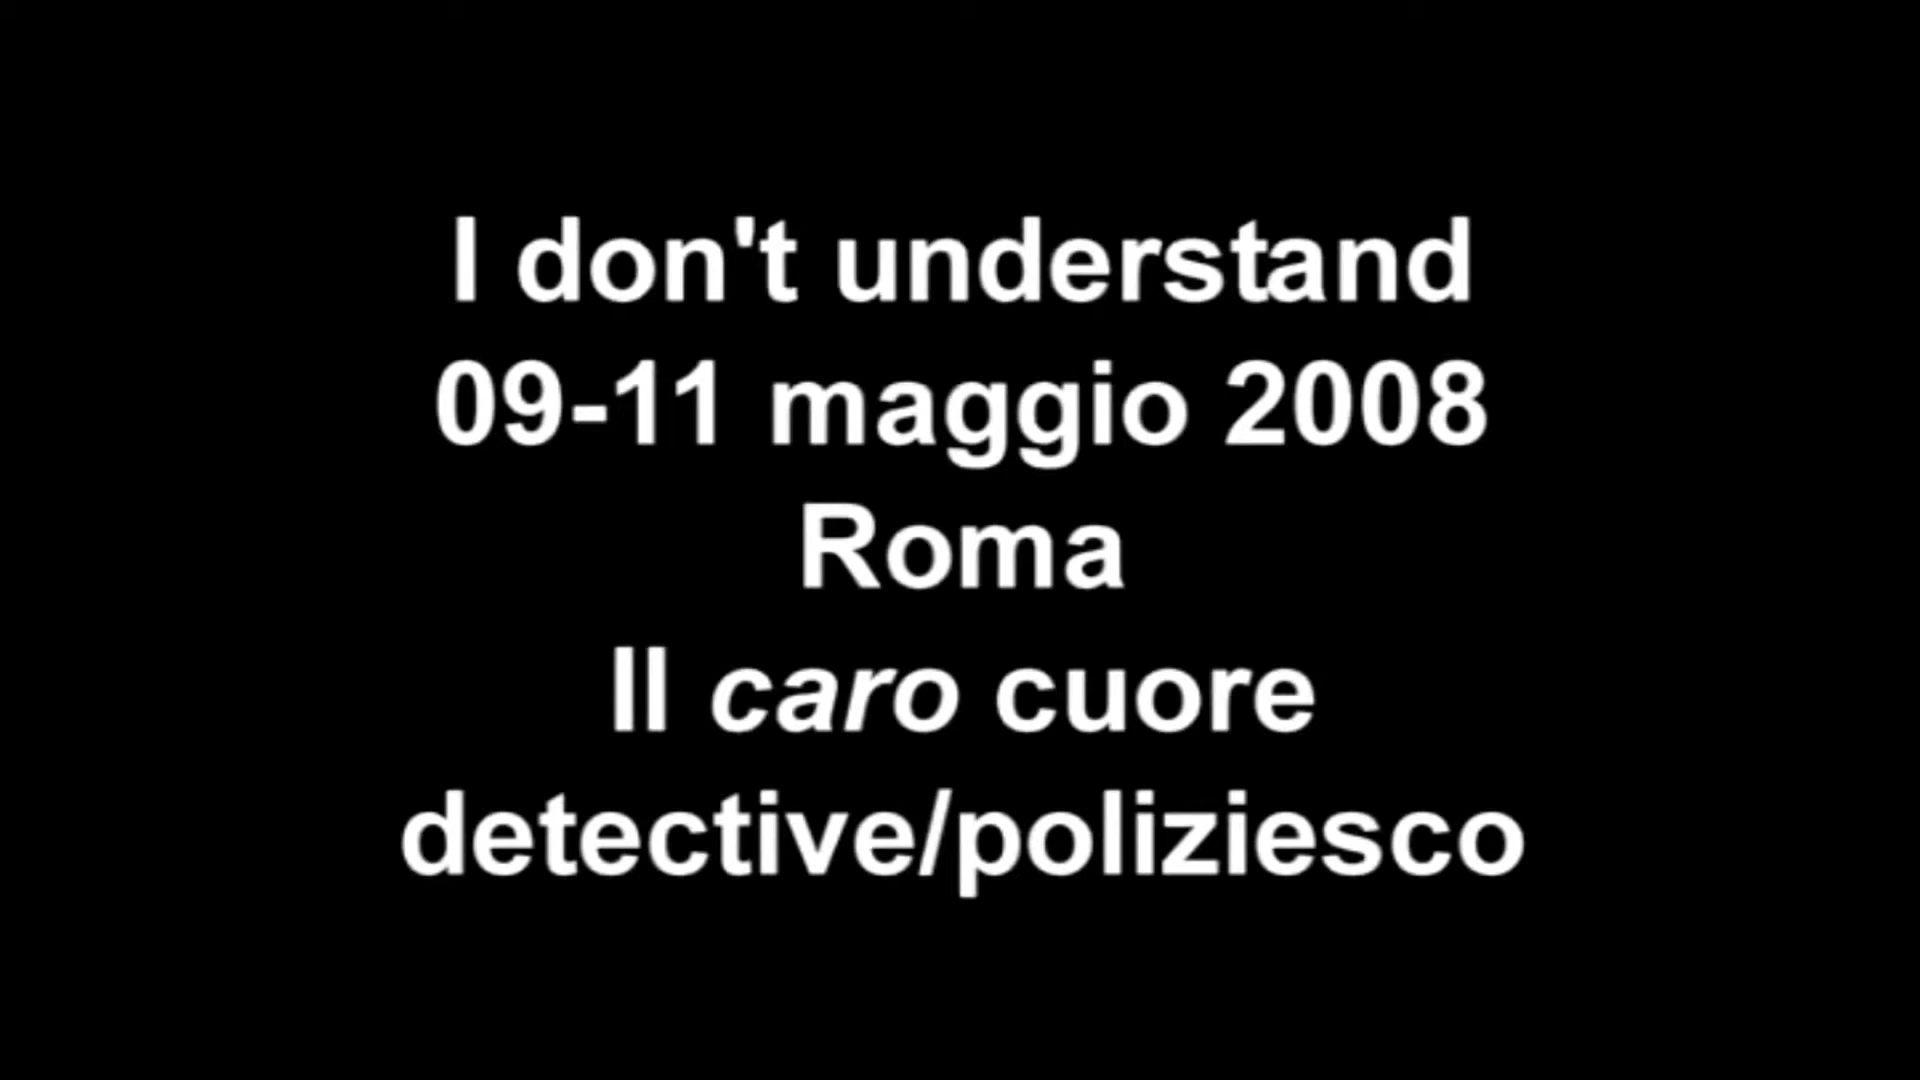 I don't understand
09-11 maggio 2008
Roma
Il caro cuore
detective/poliziesco